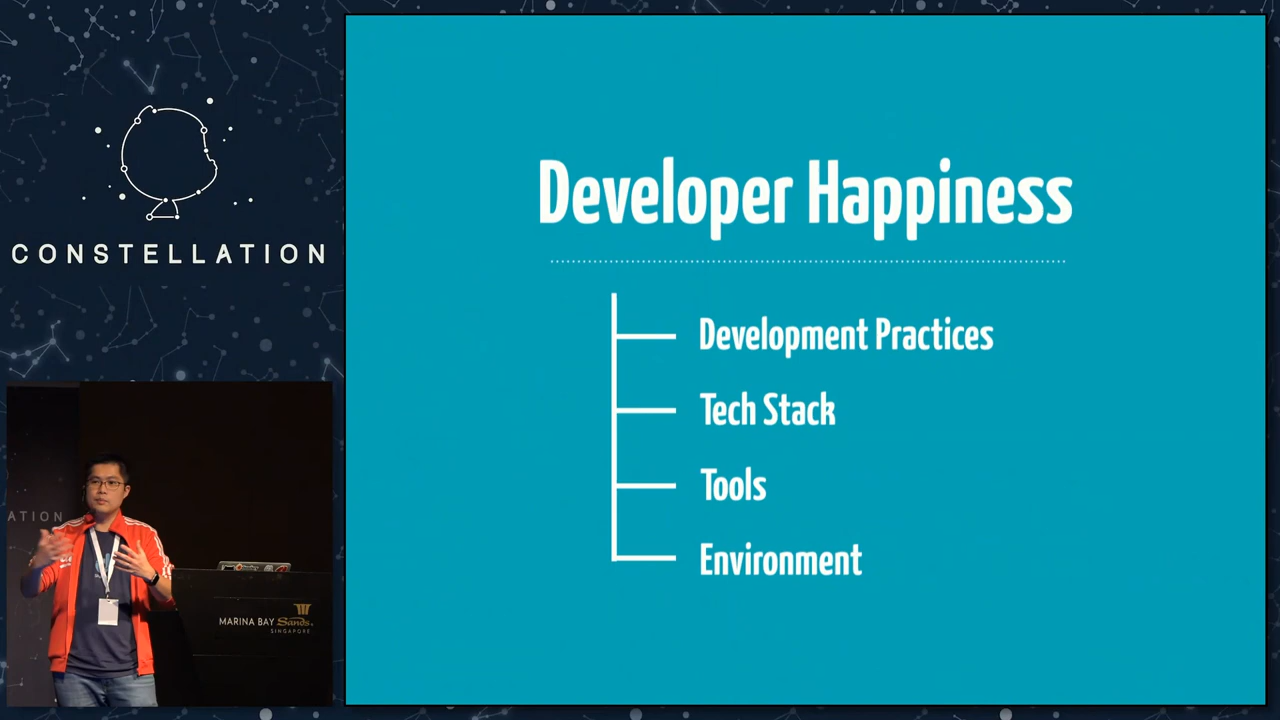 CONSTELLATION
Developer Happiness
Development Practices
Tech Stack
Tools
Environment
ATION
MARINA BAY Sands.
SINGAPORE